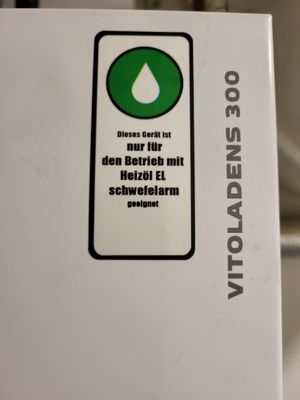 Dieses Gerät ist
nur für
den Betrieb mit
Heizöl EL
schwefelarm
geeignet
VITOLADENS 300